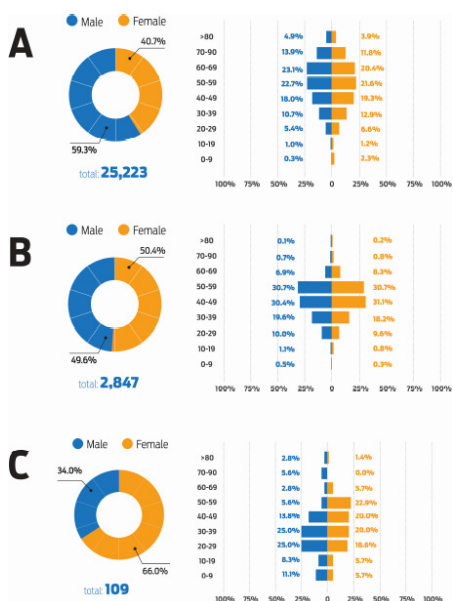 A
Male Female
40.7%
59.3%
total: 25,223
>80 4.9% 3.9%
70-90 13.9% 11.8%
60-69 23.1% 20.4%
50-59 22.7% 21.6%
40-49 18.0% 19.3%
30-39 10.7% 12.9%
20-29 5.4% 6.6%
10-19 1.0% 1.2%
0-9 0.3% 2.3%
100% 75% 50% 25% 0 25% 50% 75% 100%
B
Male Female
50.4%
49.6%
total: 2,847
>80 0.1% 0.2%
70-90 0.7% 0.8%
60-69 6.9% 8.3%
50-59 30.7% 30.7%
40-49 30.4% 31.1%
30-39 19.6% 18.2%
20-29 10.0% 9.6%
10-19 1.1% 0.8%
0-9 0.5% 0.3%
100% 75% 50% 25% 0 25% 50% 75% 100%
C
Male Female
34.0%
66.0%
total: 109
>80 2.8% 1.4%
70-90 5.6% 0.0%
60-69 2.8% 5.7%
50-59 5.6% 22.9%
40-49 13.8% 20.0%
30-39 25.0% 20.0%
20-29 25.0% 18.6%
10-19 8.3% 5.7%
0-9 11.1% 5.7%
100% 75% 50% 25% 0 25% 50% 75% 100%